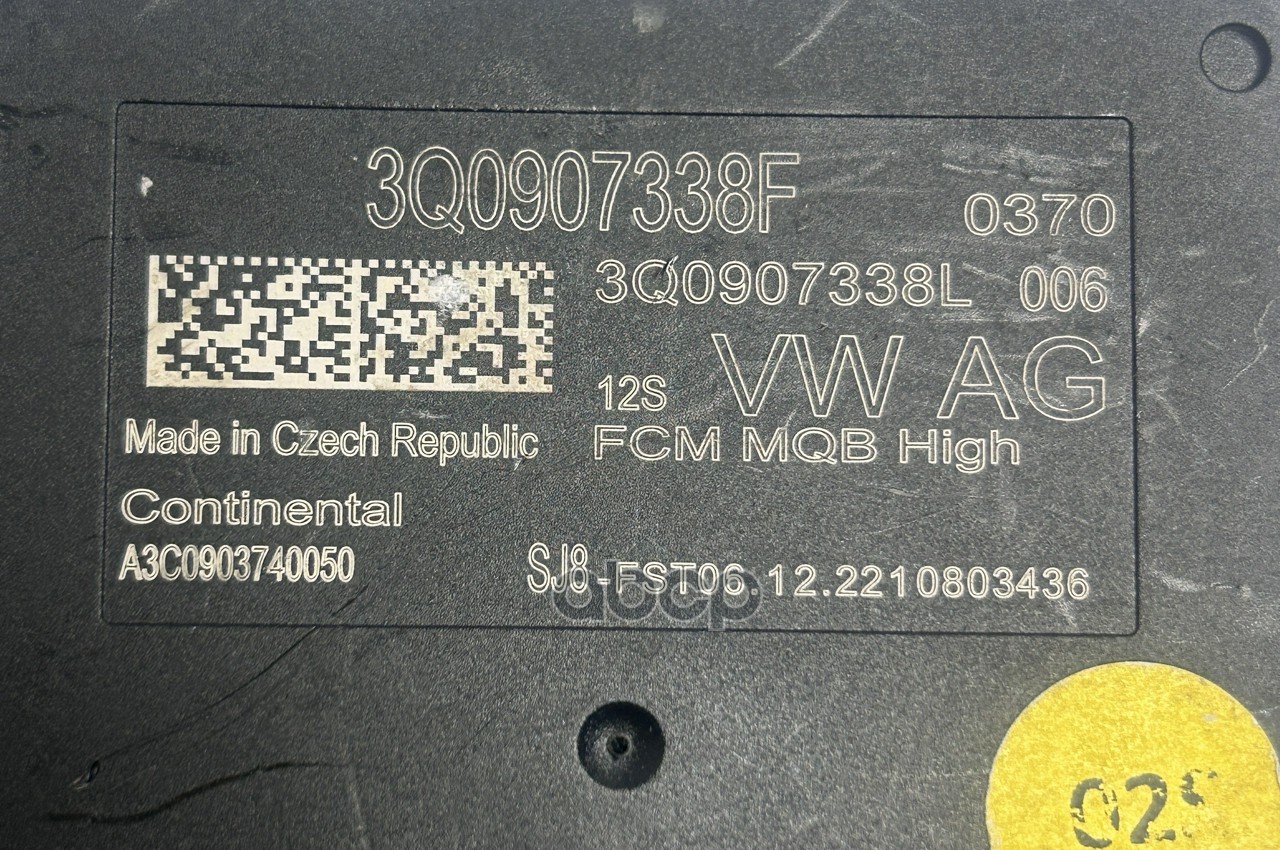 3Q0907338F
0370
3Q0907338L 006
12S VW AG
Made in Czech Republic
FCM MQB High
Continental
A3C0903740050
SJ8-FST06.12.2210803436
abcp